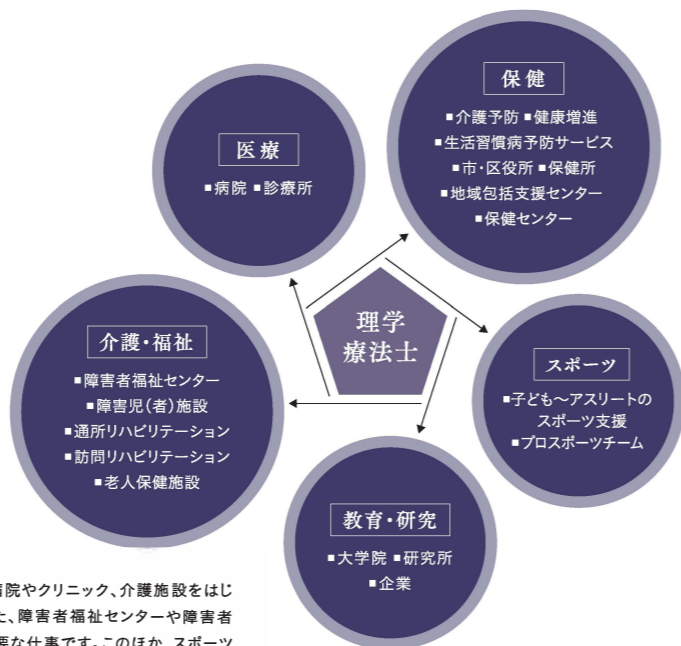 保健
■介護予防 ■健康増進
■生活習慣病予防サービス
■市・区役所 ■保健所
■地域包括支援センター
■保健センター
医療
■病院 ■診療所
理学
療法士
介護・福祉
■障害者福祉センター
■障害児(者)施設
■通所リハビリテーション
■訪問リハビリテーション
■老人保健施設
スポーツ
■子ども〜アスリートの
スポーツ支援
■プロスポーツチーム
教育・研究
■大学院 ■研究所
■企業
病院やクリニック、介護施設をはじ
、障害者福祉センターや障害者
要な仕事です。このほか、スポーツ